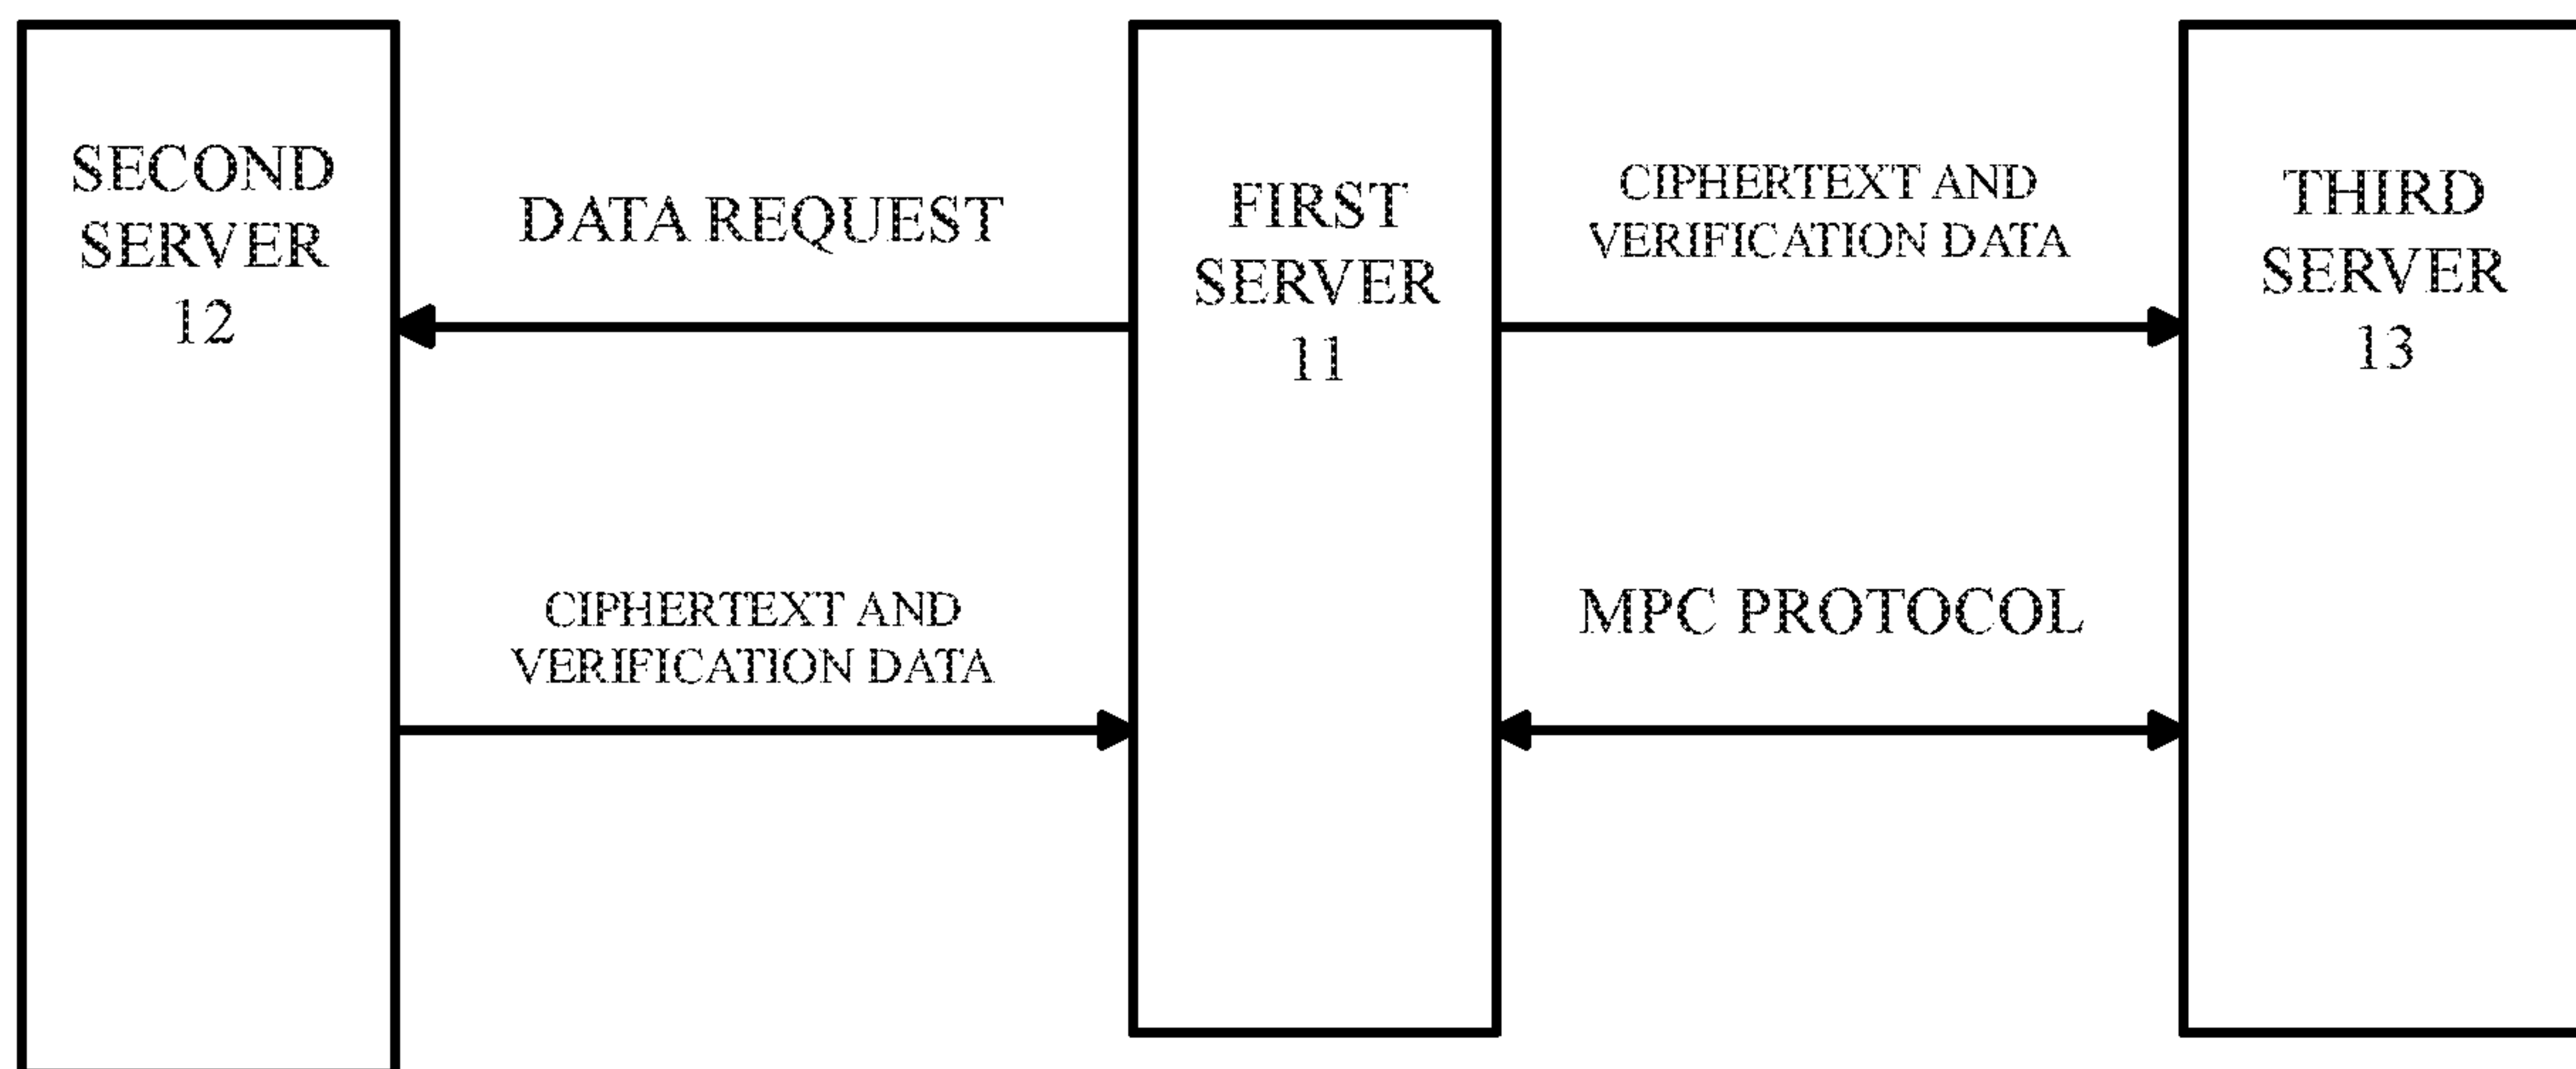 SECOND
SERVER
12
DATA REQUEST
CIPHERTEXT AND
VERIFICATION DATA
FIRST
SERVER
11
CIPHERTEXT AND
VERIFICATION DATA
MPC PROTOCOL
THIRD
SERVER
13